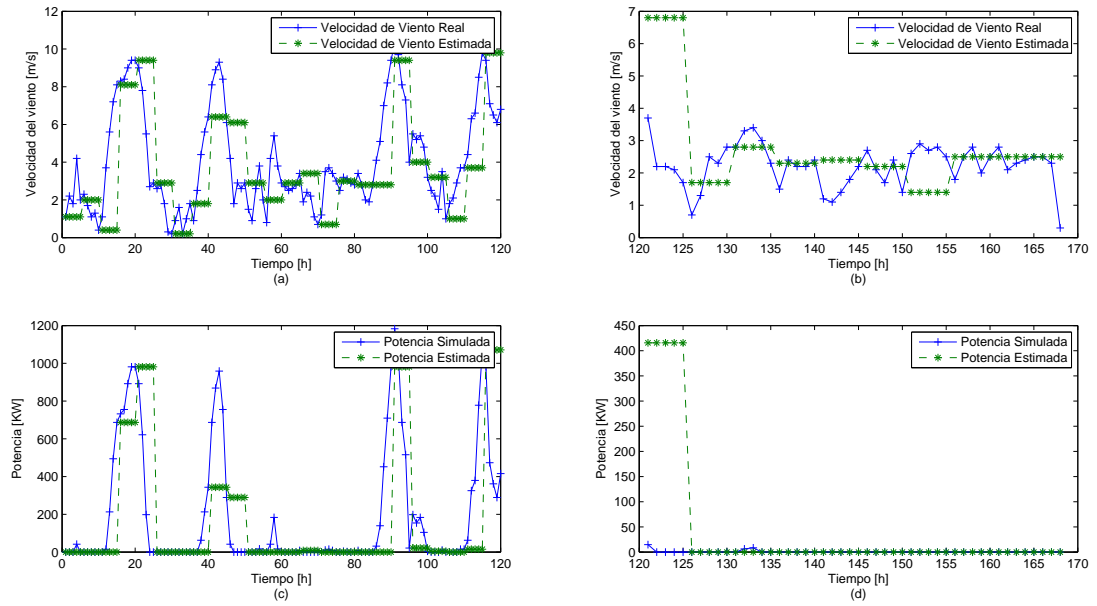 Velocidad del viento [m/s]
12
10
8
6
4
2
0
0 20 40 60 80 100 120
Tiempo [h]
(a)
Velocidad de Viento Real
Velocidad de Viento Estimada
Velocidad del viento [m/s]
7
6
5
4
3
2
1
0
120 125 130 135 140 145 150 155 160 165 170
Tiempo [h]
(b)
Velocidad de Viento Real
Velocidad de Viento Estimada
Potencia [KW]
1200
1000
800
600
400
200
0
0 20 40 60 80 100 120
Tiempo [h]
(c)
Potencia Simulada
Potencia Estimada
Potencia [KW]
450
400
350
300
250
200
150
100
50
0
120 125 130 135 140 145 150 155 160 165 170
Tiempo [h]
(d)
Potencia Simulada
Potencia Estimada